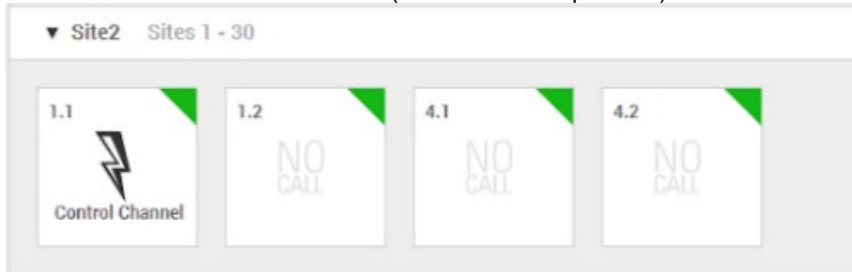 ▼ Site2 Sites 1 - 30
1.1 1.2 4.1 4.2
NO CALL NO CALL NO CALL
Control Channel